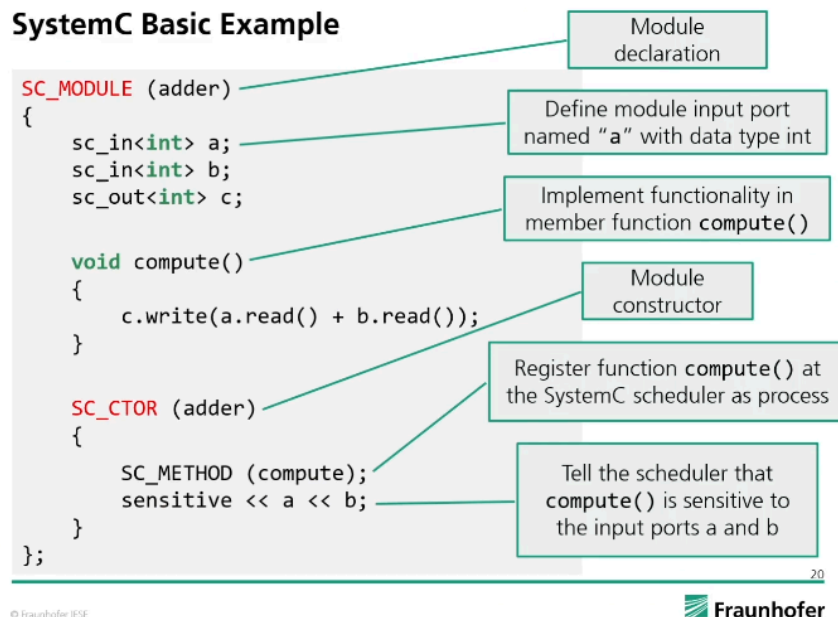 SystemC Basic Example
SC_MODULE (adder)
{
    sc_in<int> a;
    sc_in<int> b;
    sc_out<int> c;

    void compute()
    {
        c.write(a.read() + b.read());
    }

    SC_CTOR (adder)
    {
        SC_METHOD (compute);
        sensitive << a << b;
    }
};
Module
declaration
Define module input port
named “a” with data type int
Implement functionality in
member function compute()
Module
constructor
Register function compute() at
the SystemC scheduler as process
Tell the scheduler that
compute() is sensitive to
the input ports a and b
20
© Fraunhofer IESE
Fraunhofer